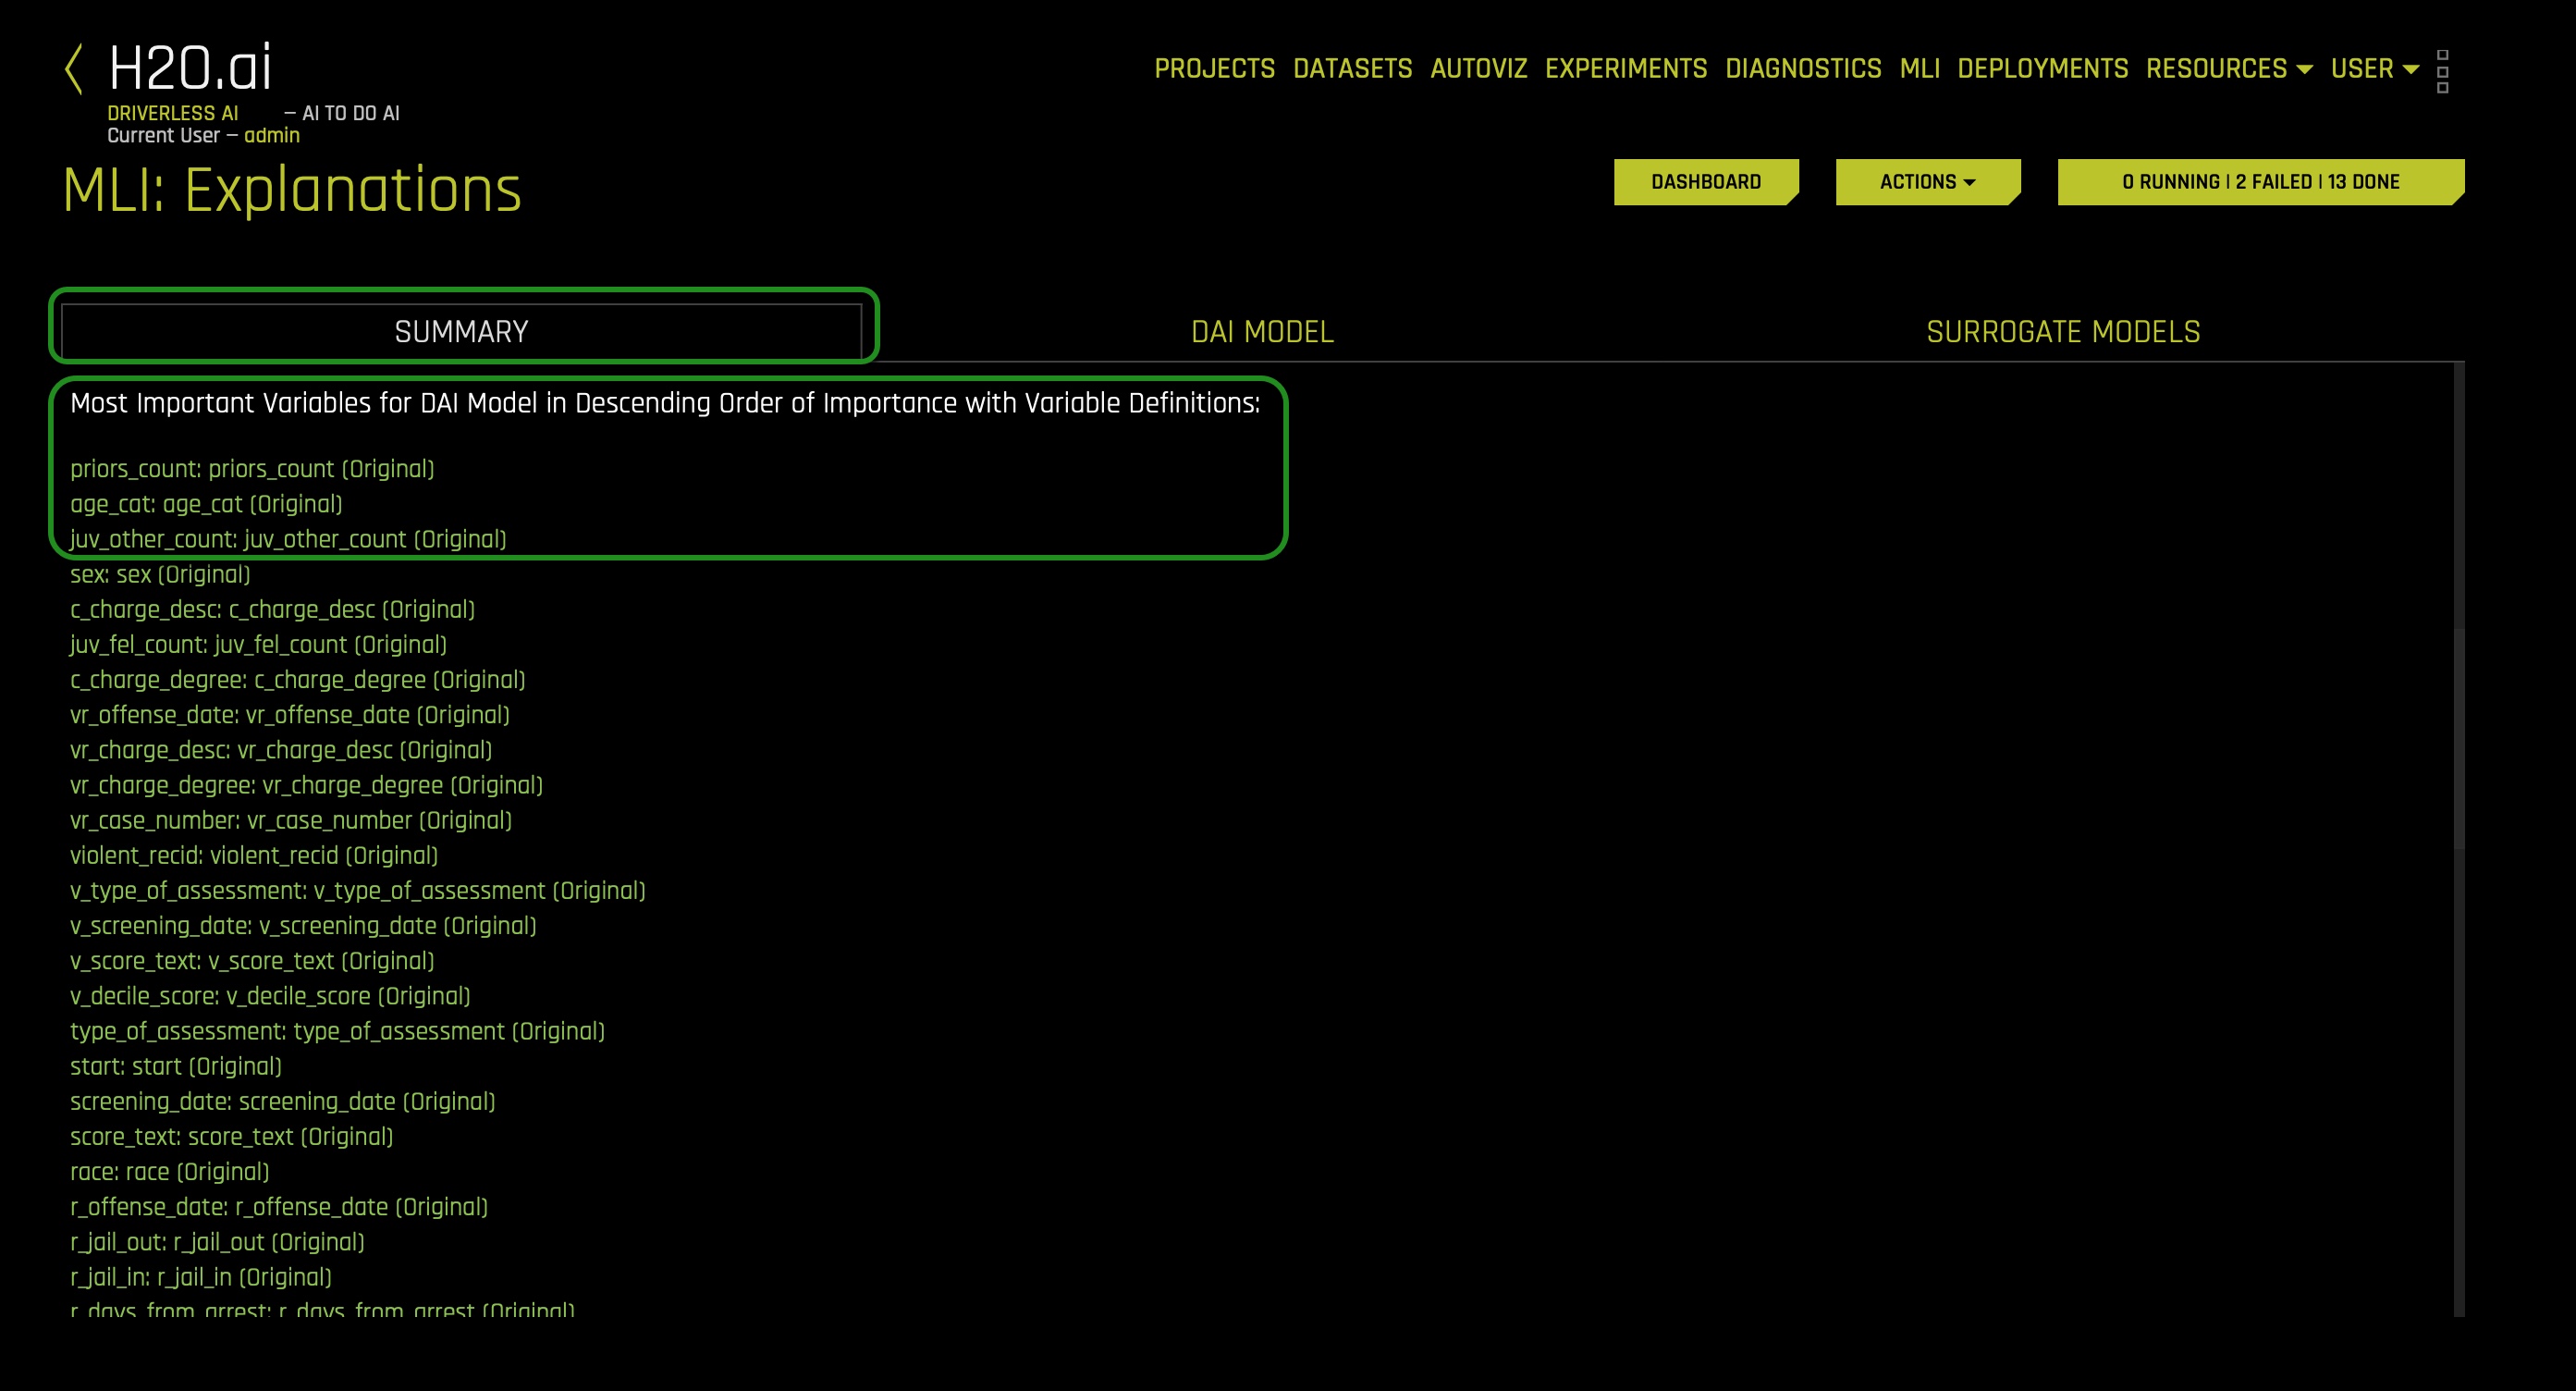 H2O.ai
DRIVERLESS AI — AI TO DO AI
Current User — admin
PROJECTS DATASETS AUTOVIZ EXPERIMENTS DIAGNOSTICS MLI DEPLOYMENTS RESOURCES USER
MLI: Explanations
DASHBOARD ACTIONS 0 RUNNING | 2 FAILED | 13 DONE
SUMMARY DAI MODEL SURROGATE MODELS
Most Important Variables for DAI Model in Descending Order of Importance with Variable Definitions:
priors_count: priors_count (Original)
age_cat: age_cat (Original)
juv_other_count: juv_other_count (Original)
sex: sex (Original)
c_charge_desc: c_charge_desc (Original)
juv_fel_count: juv_fel_count (Original)
c_charge_degree: c_charge_degree (Original)
vr_offense_date: vr_offense_date (Original)
vr_charge_desc: vr_charge_desc (Original)
vr_charge_degree: vr_charge_degree (Original)
vr_case_number: vr_case_number (Original)
violent_recid: violent_recid (Original)
v_type_of_assessment: v_type_of_assessment (Original)
v_screening_date: v_screening_date (Original)
v_score_text: v_score_text (Original)
v_decile_score: v_decile_score (Original)
type_of_assessment: type_of_assessment (Original)
start: start (Original)
screening_date: screening_date (Original)
score_text: score_text (Original)
race: race (Original)
r_offense_date: r_offense_date (Original)
r_jail_out: r_jail_out (Original)
r_jail_in: r_jail_in (Original)
r_days_from_arrest: r_days_from_arrest (Original)